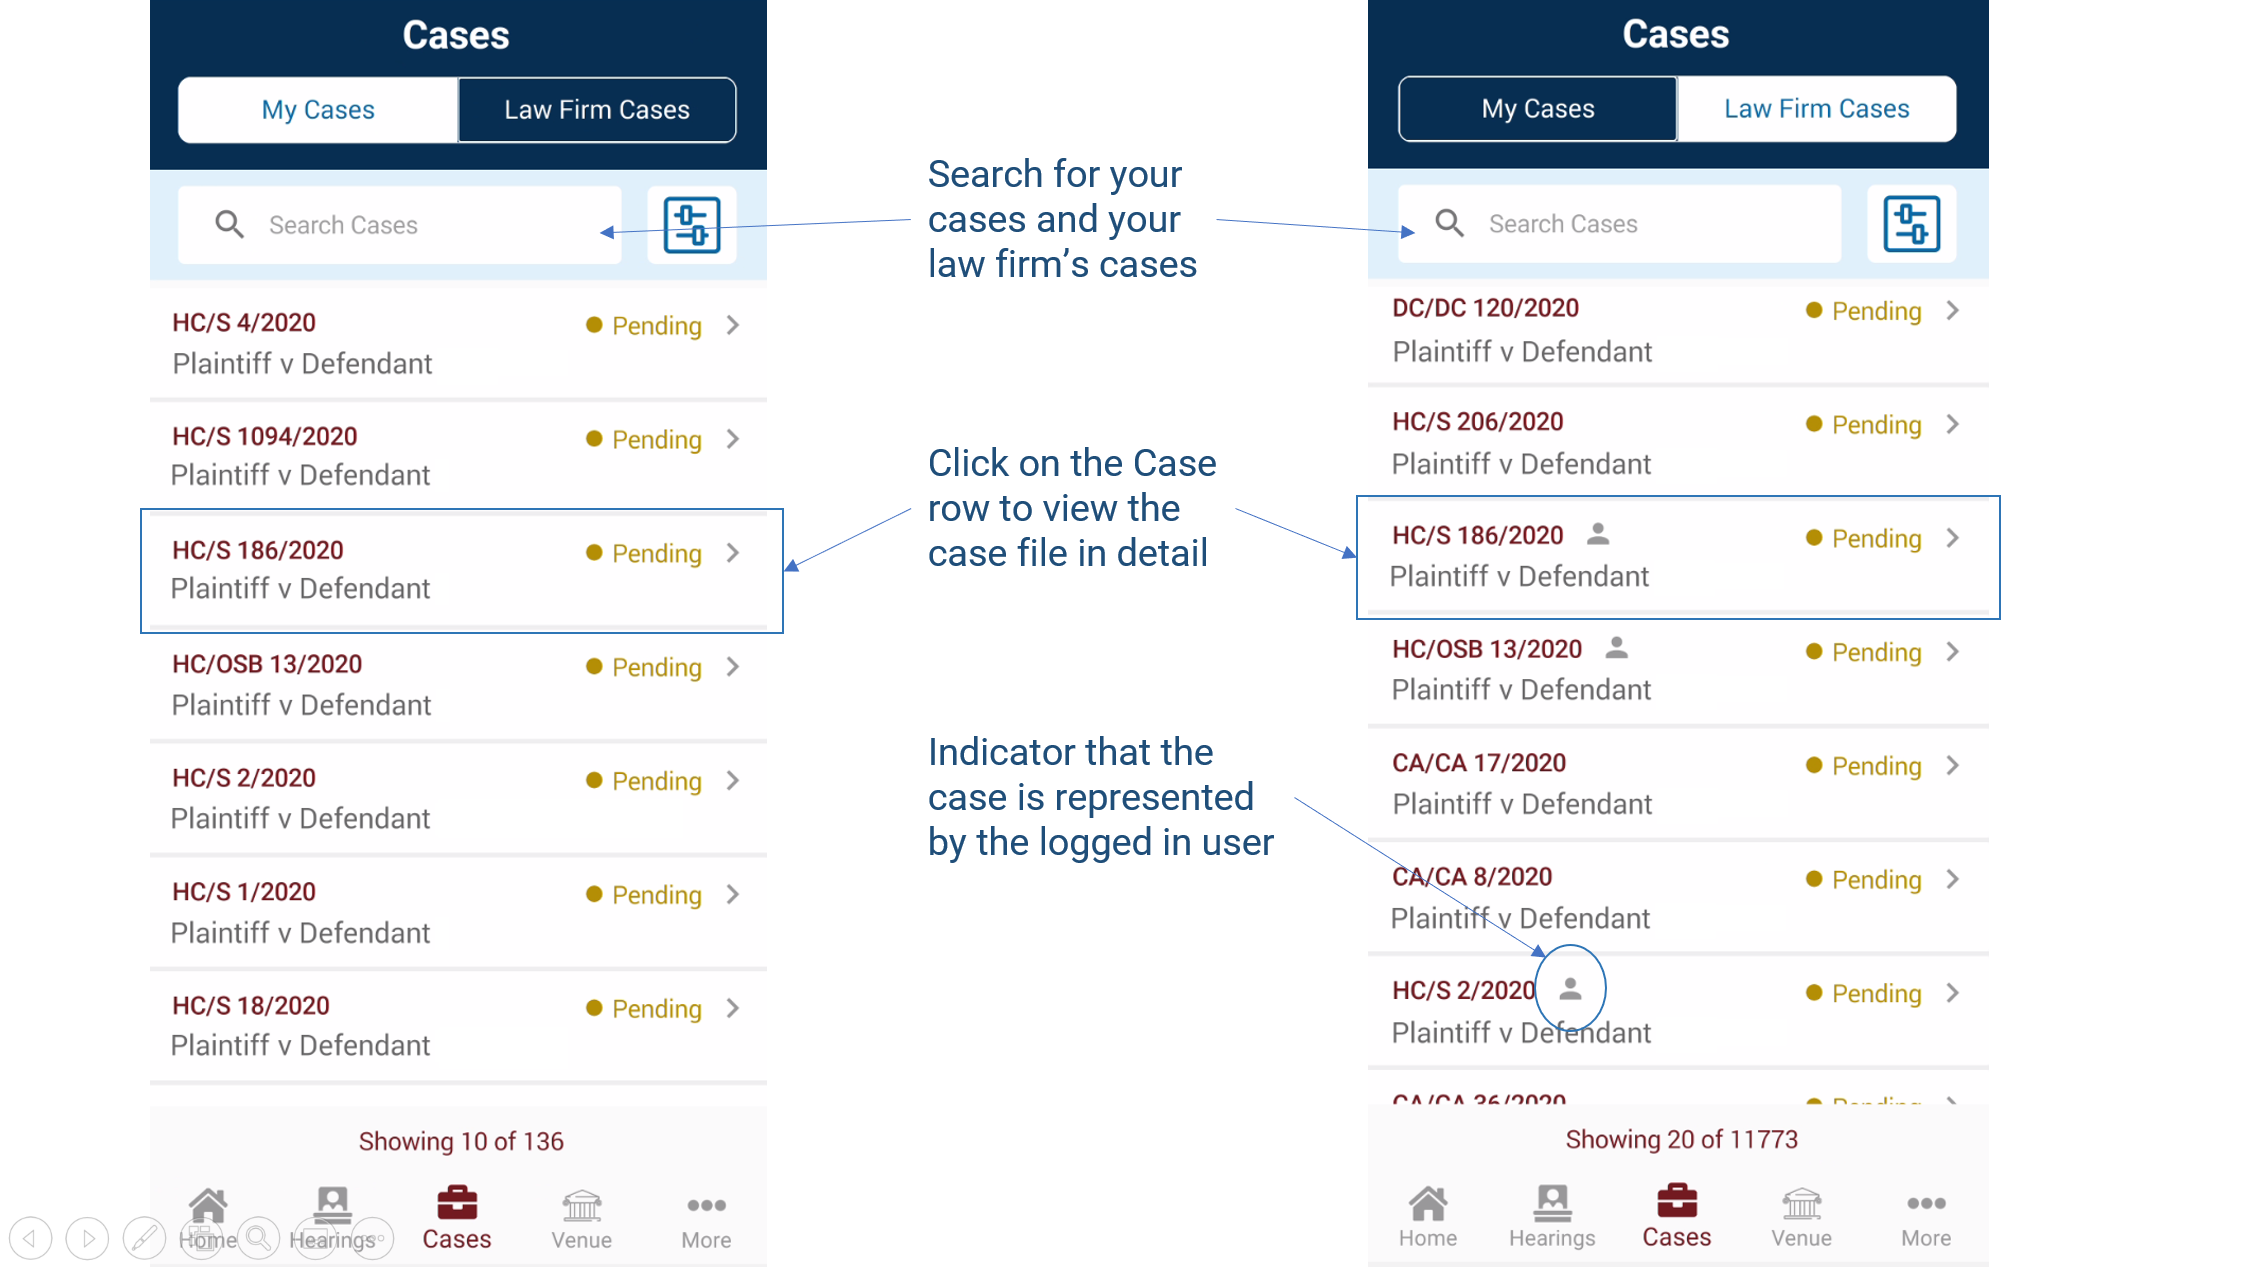 Cases
My Cases
Law Firm Cases
Search Cases
HC/S 4/2020
Pending
Plaintiff v Defendant
HC/S 1094/2020
Pending
Plaintiff v Defendant
HC/S 186/2020
Pending
Plaintiff v Defendant
HC/OSB 13/2020
Pending
Plaintiff v Defendant
HC/S 2/2020
Pending
Plaintiff v Defendant
HC/S 1/2020
Pending
Plaintiff v Defendant
HC/S 18/2020
Pending
Plaintiff v Defendant
Showing 10 of 136
Home
Hearings
Cases
Venue
More
Search for your
cases and your
law firm’s cases
Click on the Case
row to view the
case file in detail
Indicator that the
case is represented
by the logged in user
Cases
My Cases
Law Firm Cases
Search Cases
DC/DC 120/2020
Pending
Plaintiff v Defendant
HC/S 206/2020
Pending
Plaintiff v Defendant
HC/S 186/2020
Pending
Plaintiff v Defendant
HC/OSB 13/2020
Pending
Plaintiff v Defendant
CA/CA 17/2020
Pending
Plaintiff v Defendant
CA/CA 8/2020
Pending
Plaintiff v Defendant
HC/S 2/2020
Pending
Plaintiff v Defendant
CA/CA 36/2020
Pending
Showing 20 of 11773
Home
Hearings
Cases
Venue
More